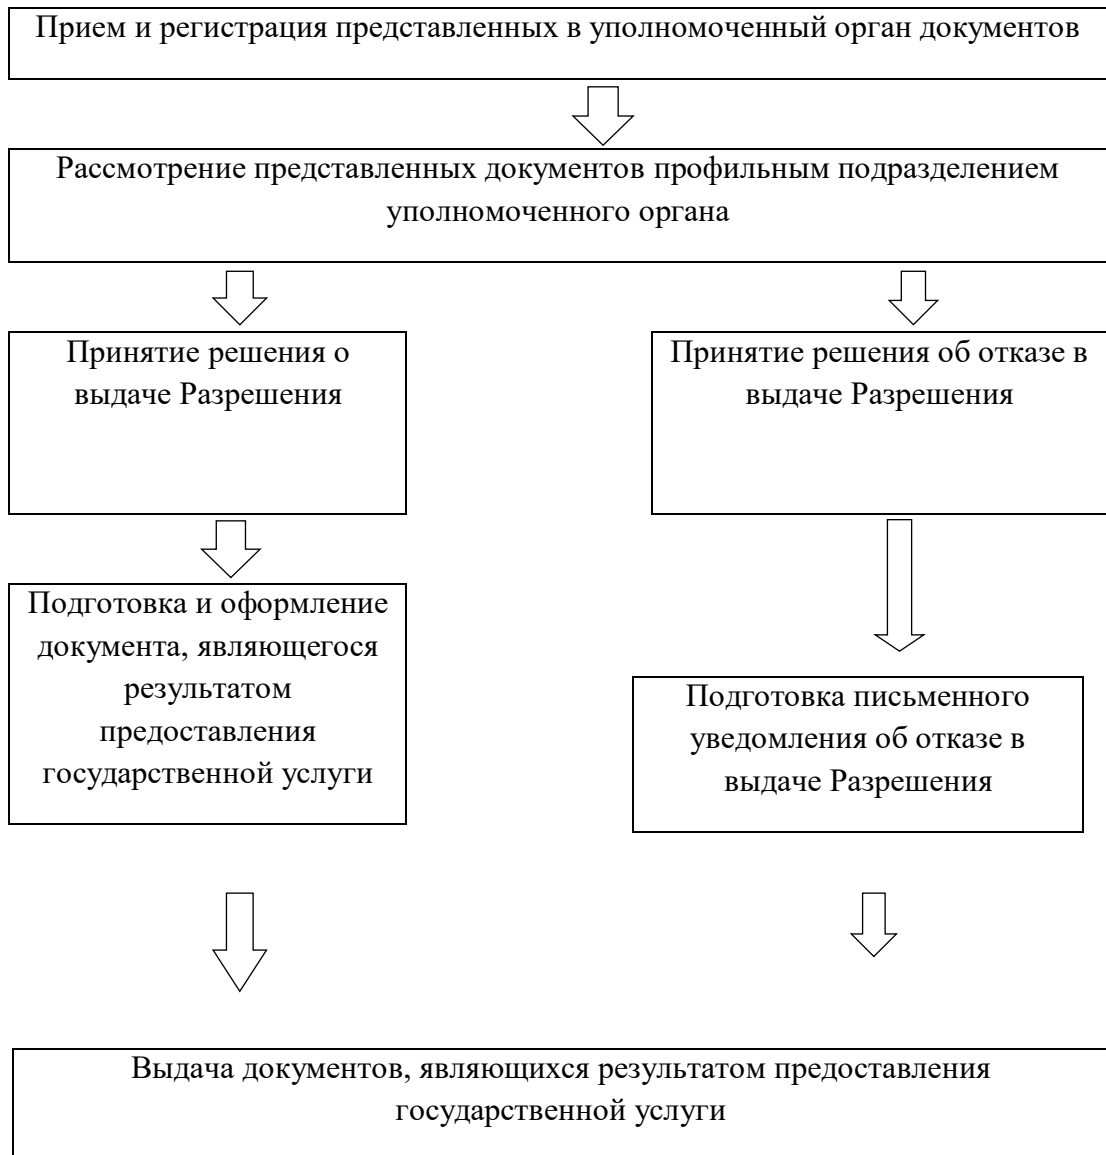 Прием и регистрация представленных в уполномоченный орган документов
Рассмотрение представленных документов профильным подразделением
уполномоченного органа
Принятие решения о
выдаче Разрешения
Принятие решения об отказе в
выдаче Разрешения
Подготовка и оформление
документа, являющегося
результатом
предоставления
государственной услуги
Подготовка письменного
уведомления об отказе в
выдаче Разрешения
Выдача документов, являющихся результатом предоставления
государственной услуги